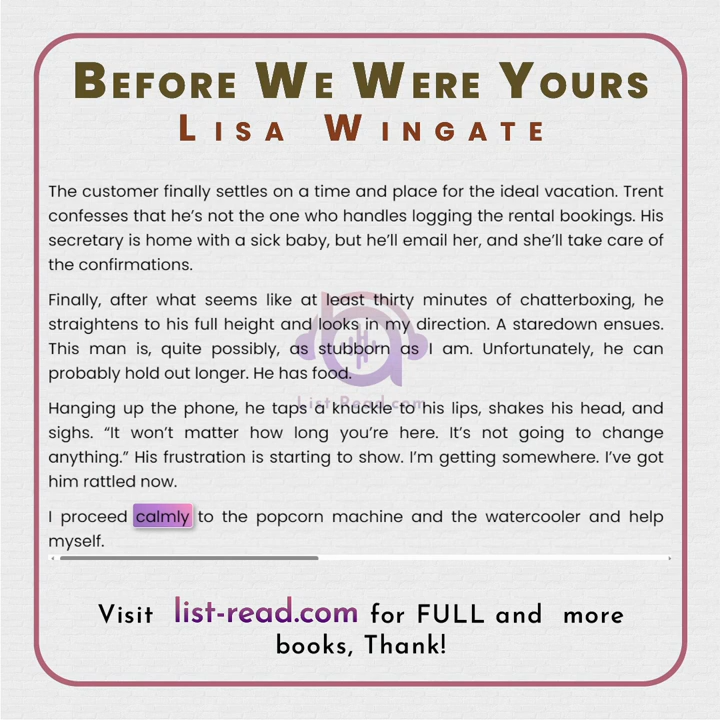 BEFORE WE WERE YOURS
LISA WINGATE
The customer finally settles on a time and place for the ideal vacation. Trent
confesses that he’s not the one who handles logging the rental bookings. His
secretary is home with a sick baby, but he’ll email her, and she’ll take care of
the confirmations.
Finally, after what seems like at least thirty minutes of chatterboxing, he
straightens to his full height and looks in my direction. A staredown ensues.
This man is, quite possibly, as stubborn as I am. Unfortunately, he can
probably hold out longer. He has food.
List-Read.com
Hanging up the phone, he taps a knuckle to his lips, shakes his head, and
sighs. “It won’t matter how long you’re here. It’s not going to change
anything.” His frustration is starting to show. I’m getting somewhere. I’ve got
him rattled now.
I proceed calmly to the popcorn machine and the watercooler and help
myself.
Visit list-read.com for FULL and more
books, Thank!